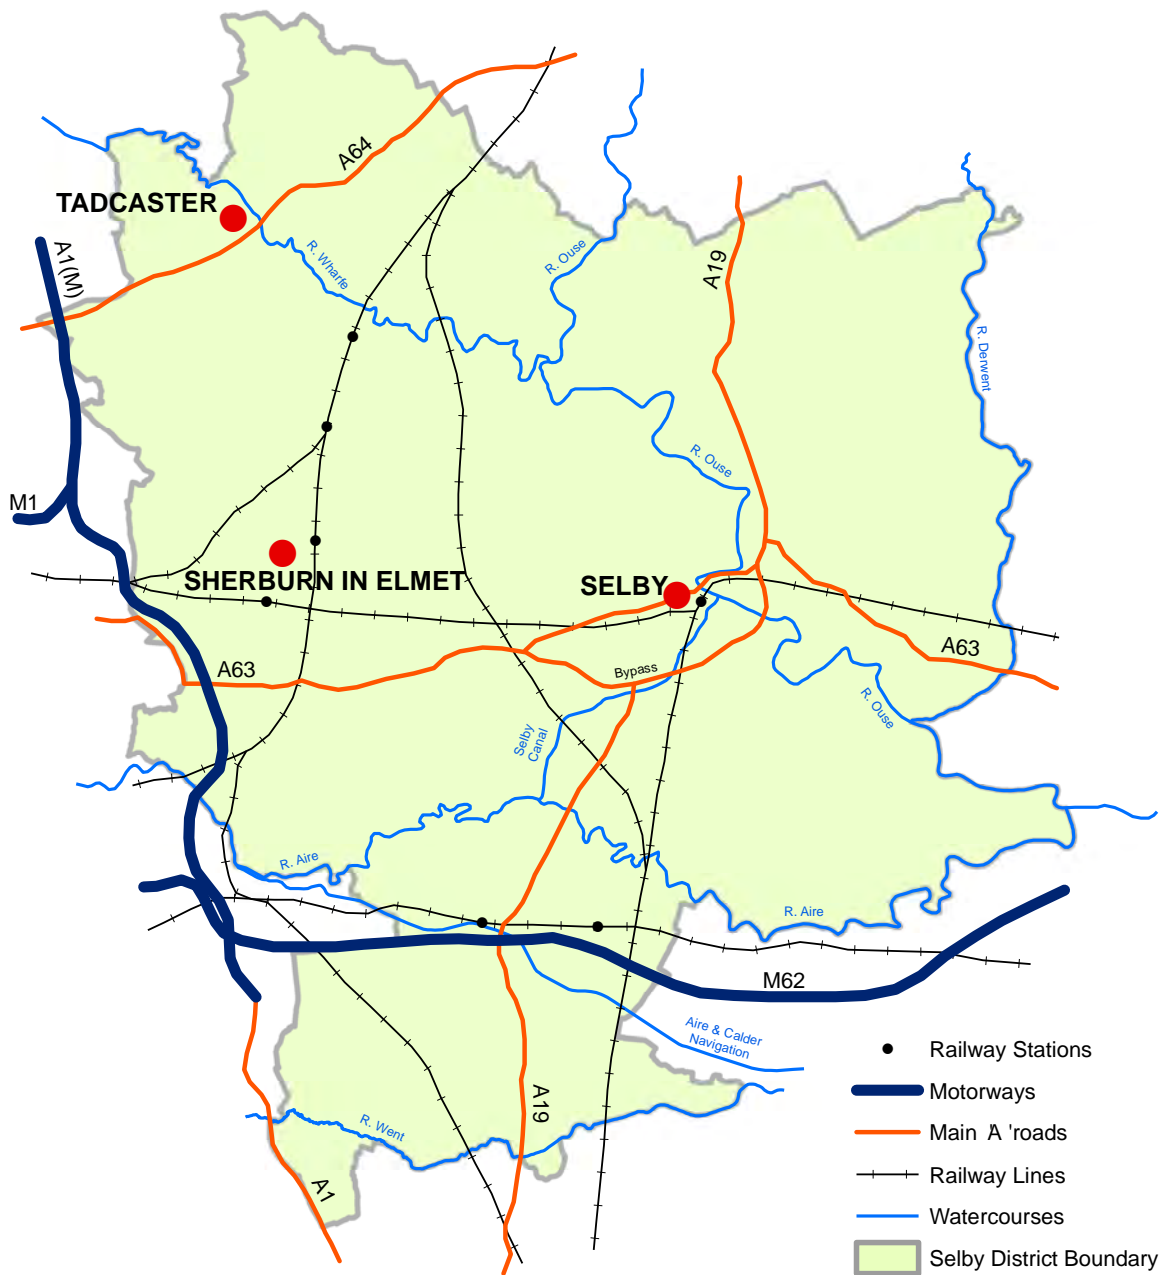 A64
TADCASTER
A1(M)
R. Wharfe
R. Ouse
A19
R. Derwent
R. Ouse
M1
SHERBURN IN ELMET
SELBY
A63
Bypass
A63
R. Ouse
Selby
Canal
R. Aire
R. Aire
M62
Aire & Calder
Navigation
A19
R. Went
A1
Railway Stations
Motorways
Main 'A 'roads
Railway Lines
Watercourses
Selby District Boundary